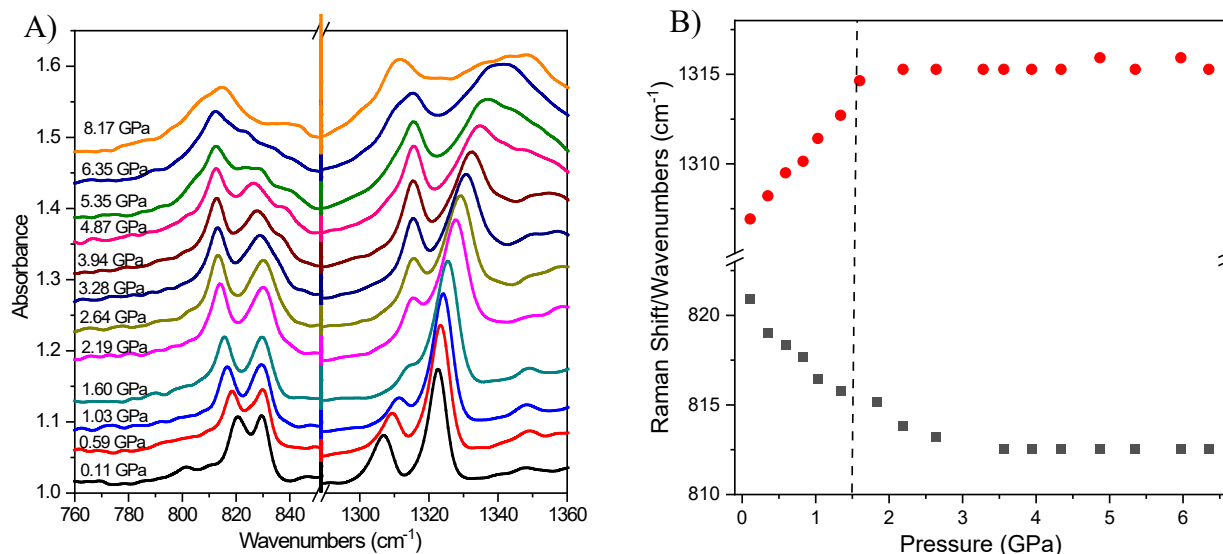 A)
Absorbance
1.6
1.5
1.4
1.3
1.2
1.1
1.0
8.17 GPa
6.35 GPa
5.35 GPa
4.87 GPa
3.94 GPa
3.28 GPa
2.64 GPa
2.19 GPa
1.60 GPa
1.03 GPa
0.59 GPa
0.11 GPa
760 780 800 820 840 1300 1320 1340 1360
Wavenumbers (cm⁻¹)
B)
Raman Shift/Wavenumbers (cm⁻¹)
1315
1310
820
815
810
0 1 2 3 4 5 6
Pressure (GPa)